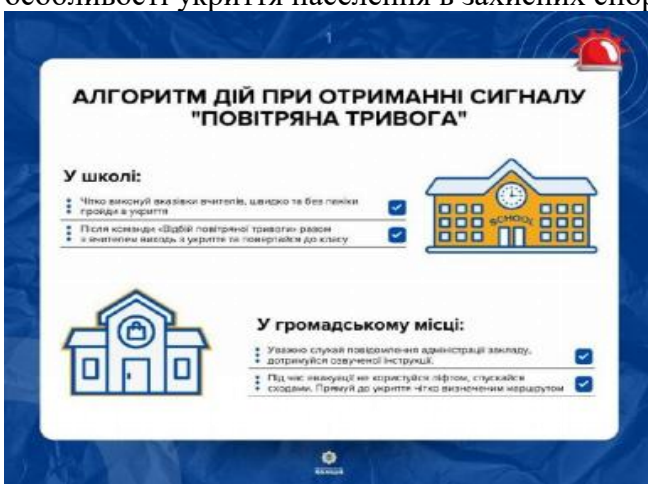 особливості укриття населення в захисних
1
АЛГОРИТМ ДІЙ ПРИ ОТРИМАННІ СИГНАЛУ
"ПОВІТРЯНА ТРИВОГА"
У школі:
Чітко виконуй вказівки вчителів, швидко та без паніки
пройди в укриття
Після команди «Відбій повітряної тривоги» разом
з вчителем виходь з укриття та повертайся до класу
SCHOOL
У громадському місці:
Уважно слухай повідомлення адміністрації закладу,
дотримуйся озвученої інструкції.
Під час евакуації не користуйся ліфтом, спускайся
сходами. Прямуй до укриття чітко визначеним маршрутом